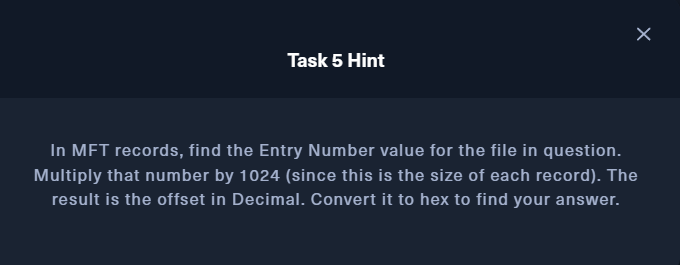 Task 5 Hint
In MFT records, find the Entry Number value for the file in question.
Multiply that number by 1024 (since this is the size of each record). The
result is the offset in Decimal. Convert it to hex to find your answer.